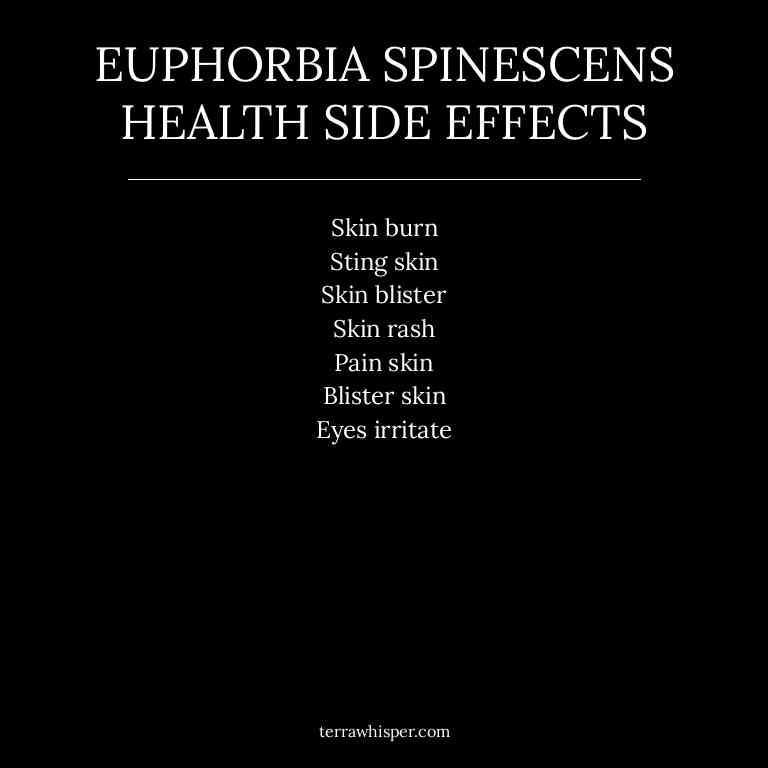 EUPHORBIA SPINESCENS
HEALTH SIDE EFFECTS
Skin burn
Sting skin
Skin blister
Skin rash
Pain skin
Blister skin
Eyes irritate
terrawhisper.com